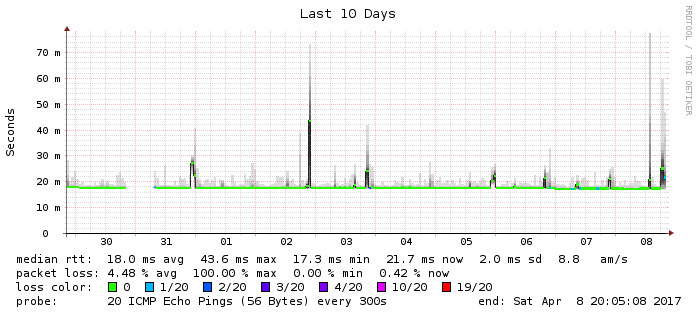 Last 10 Days
RRDTOOL / TOBI OETIKER
Seconds
70 m
60 m
50 m
40 m
30 m
20 m
10 m
0
30 31 01 02 03 04 05 06 07 08
median rtt: 18.0 ms avg 43.6 ms max 17.3 ms min 21.7 ms now 2.0 ms sd 8.8 am/s
packet loss: 4.48 % avg 100.00 % max 0.00 % min 0.42 % now
loss color: 0 1/20 2/20 3/20 4/20 10/20 19/20
probe: 20 ICMP Echo Pings (56 Bytes) every 300s end: Sat Apr 8 20:05:08 2017